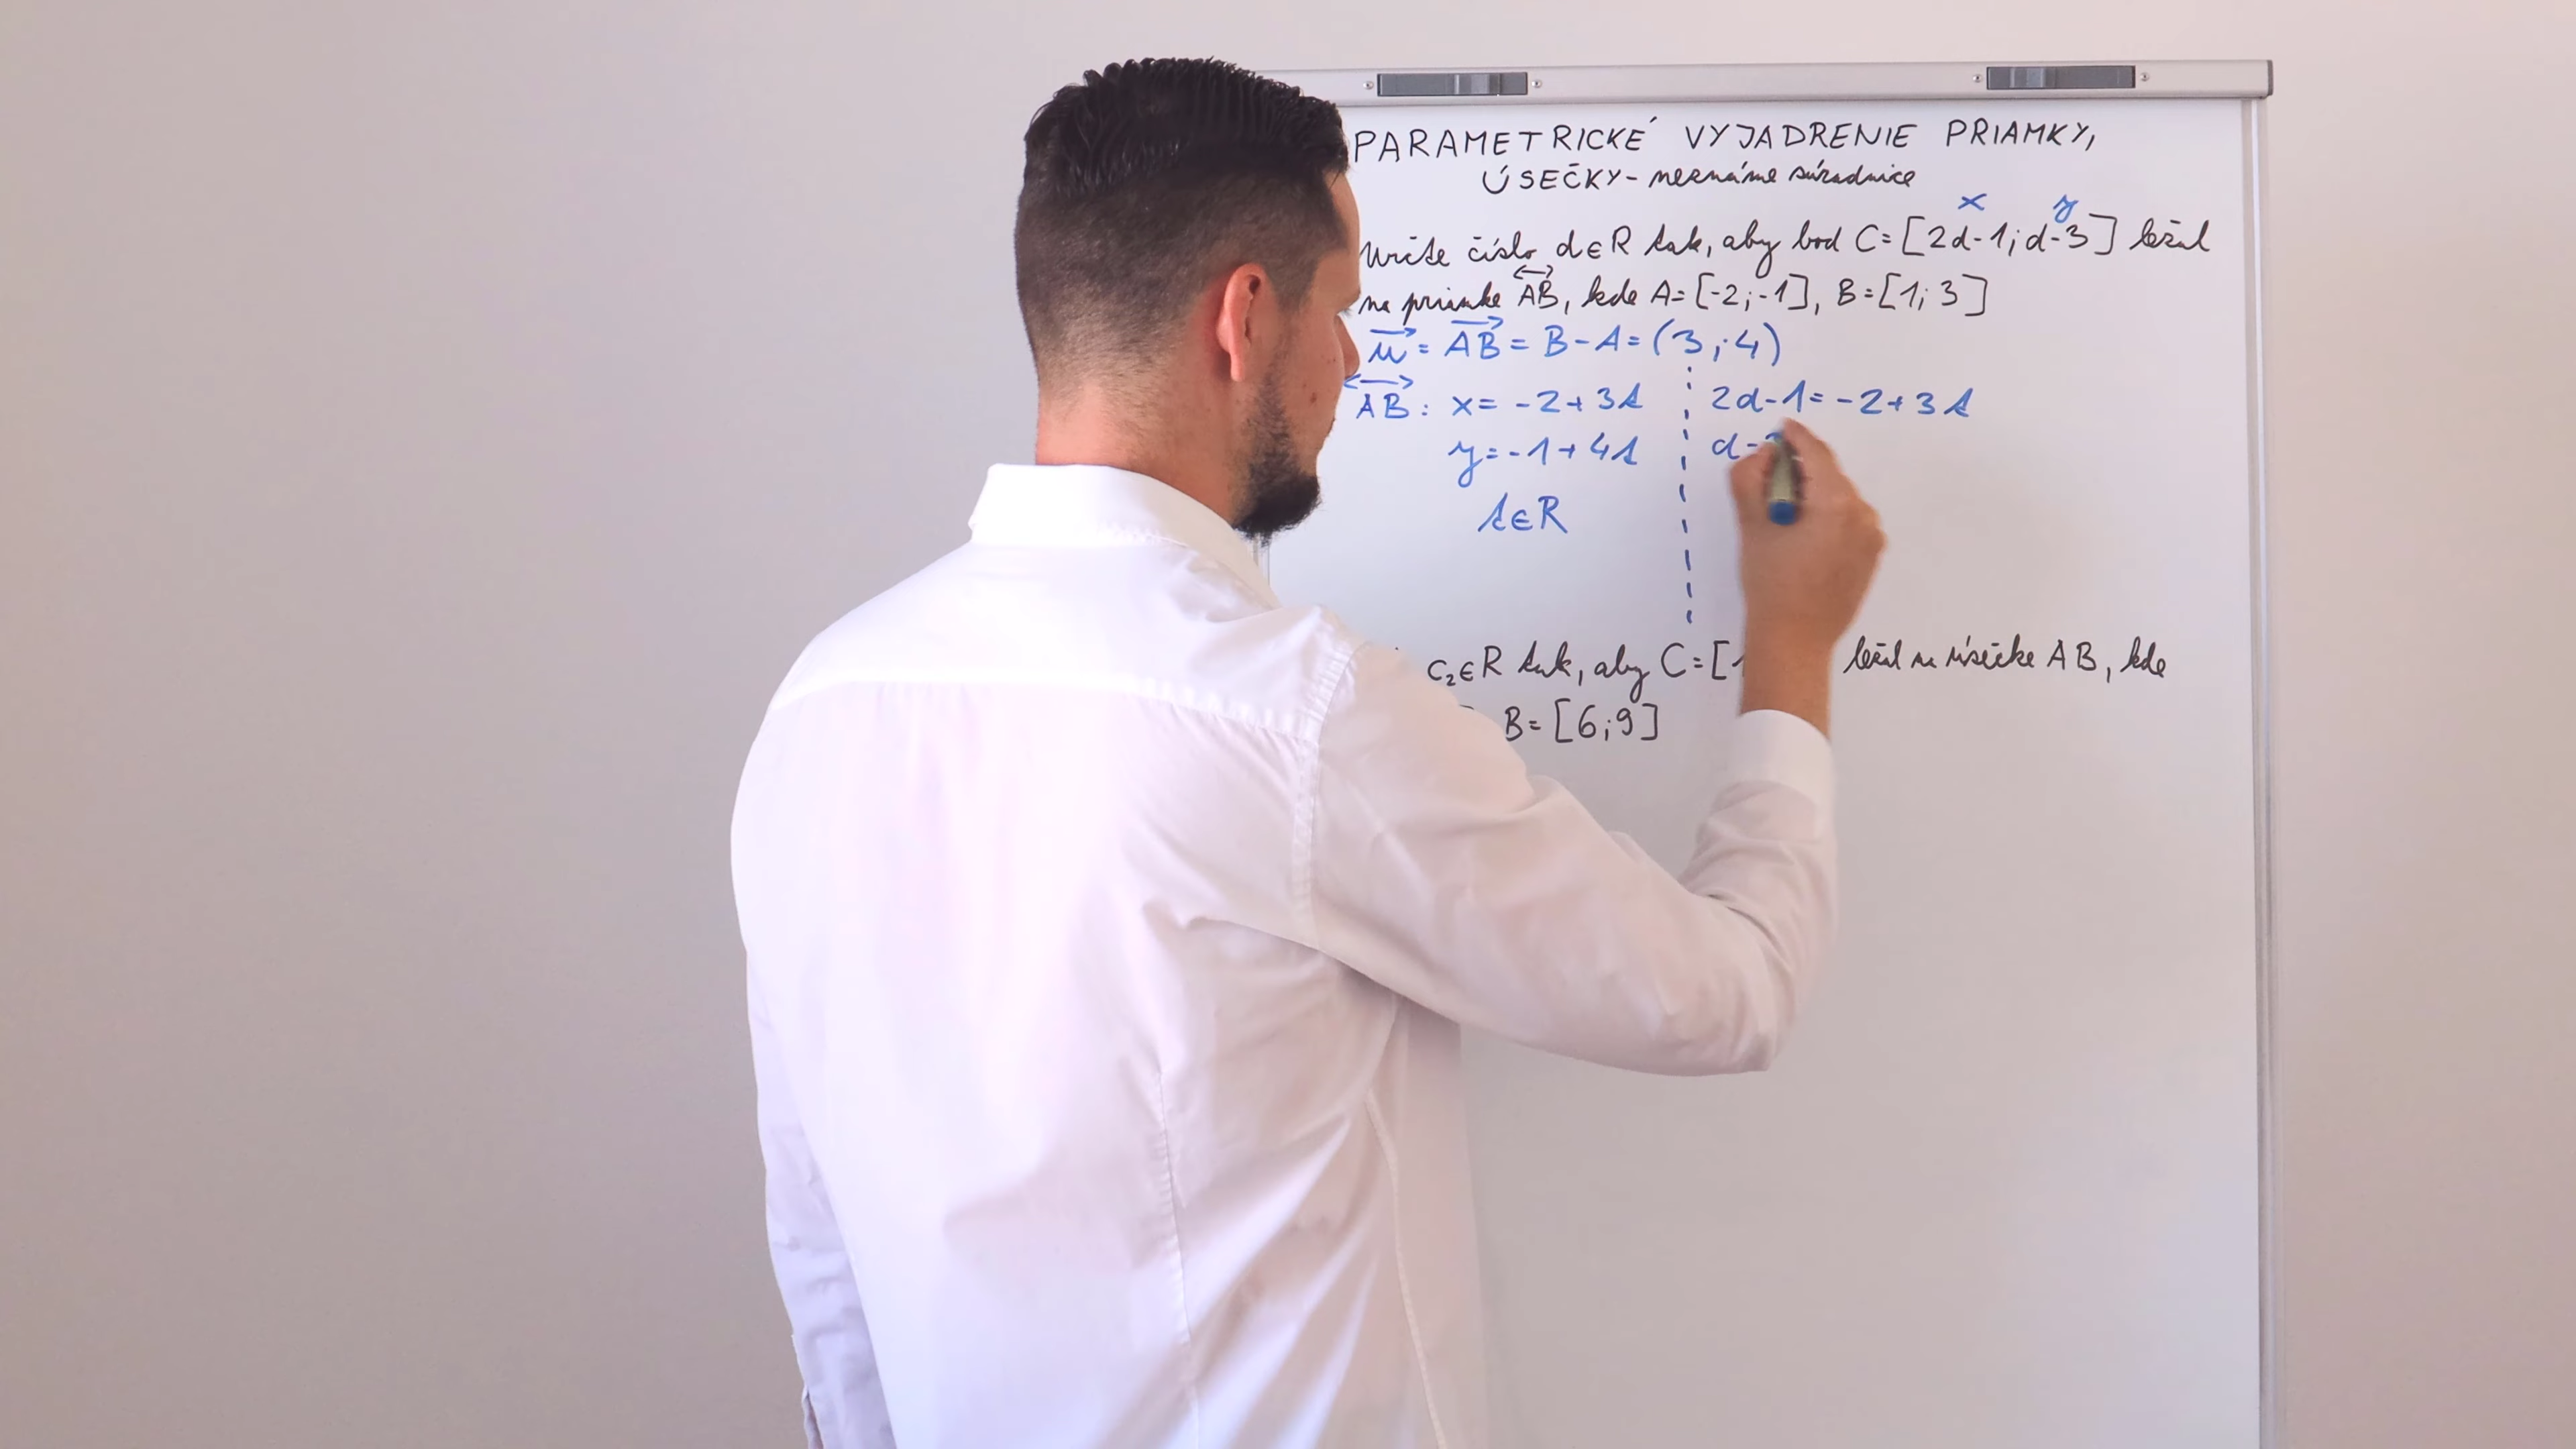 PARAMETRICKÉ VYJADRENIE PRIAMKY,
ÚSEČKY - neznáme súradnice
x y
Určte číslo d∈R tak, aby bod C=[2d-1; d-3] ležal
na priamke AB, kde A=[-2;-1], B=[1;3]
u = AB = B-A = (3;4)
AB: x = -2+3t 2d-1 = -2+3t
y = -1+4t d-
t∈R
c₂∈R tak, aby C=[ ležal na úsečke AB, kde
B=[6;9]